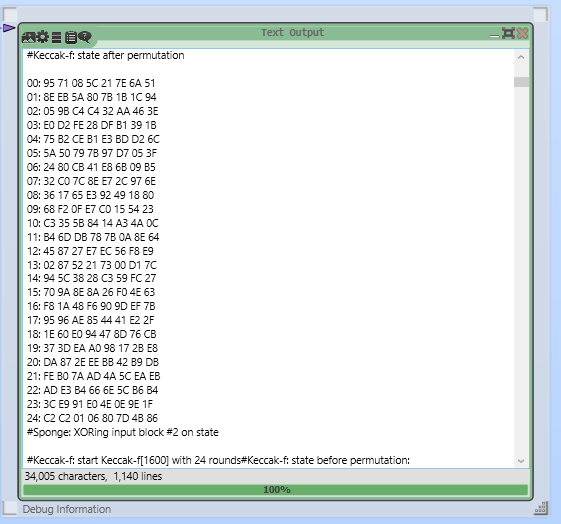 Text Output
#Keccak-f: state after permutation
00: 95 71 08 5C 21 7E 6A 51
01: 8E EB 5A 80 7B 1B 1C 94
02: 05 9B C4 C4 32 AA 46 3E
03: E0 D2 FE 28 DF B1 39 1B
04: 75 B2 CE B1 E3 BD D2 6C
05: 5A 50 79 7B 97 D7 05 3F
06: 24 80 CB 41 E8 6B 09 B5
07: 32 C0 7C 8E E7 2C 97 6E
08: 36 17 65 E3 92 49 18 80
09: 68 F2 0F E7 C0 15 54 23
10: C3 35 5B 84 14 A3 4A 0C
11: B4 6D DB 78 7B 0A 8E 64
12: 45 87 27 E7 EC 56 F8 E9
13: 02 87 52 21 73 00 D1 7C
14: 94 5C 38 28 C3 59 FC 27
15: 70 9A 8E 8A 26 F0 4E 63
16: F8 1A 48 F6 90 9D EF 7B
17: 95 96 AE 85 44 41 E2 2F
18: 1E 60 E0 94 47 8D 76 CB
19: 37 3D EA A0 98 17 2B E8
20: DA 87 2E EE BB 42 B9 DB
21: FE B0 7A AD 4A 5C EA EB
22: AD E3 B4 66 6E 5C B6 B4
23: 3C E9 91 E0 4E 0E 9E 1F
24: C2 C2 01 06 80 7D 4B 86
#Sponge: XORing input block #2 on state
#Keccak-f: start Keccak-f[1600] with 24 rounds#Keccak-f: state before permutation:
34,005 characters,  1,140 lines
100%
Debug Information